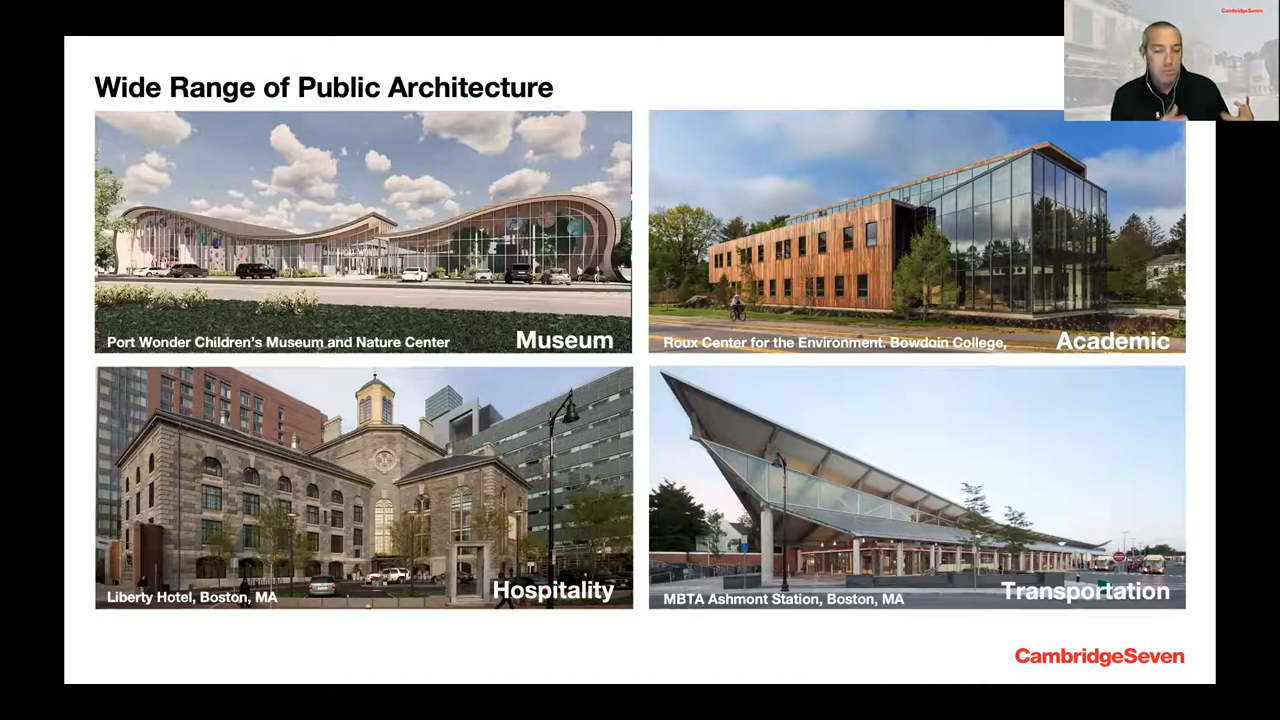 CambridgeSeven
Wide Range of Public Architecture
Port Wonder Children's Museum and Nature Center
Museum
Roux Center for the Environment. Bowdoin College,
Academic
Liberty Hotel, Boston, MA
Hospitality
MBTA Ashmont Station, Boston, MA
Transportation
CambridgeSeven